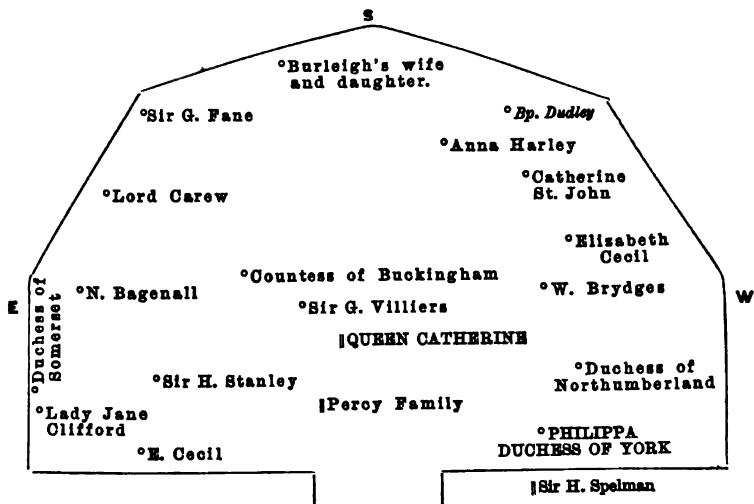 S
°Burleigh's wife
and daughter.
°Sir G. Fane
°Bp. Dudley
°Anna Harley
°Catherine
St. John
°Lord Carew
°Elisabeth
Cecil
°Countess of Buckingham
°N. Bagenall
°W. Brydges
E
W
°Duchess of
Somerset
°Sir G. Villiers
QUEEN CATHERINE
°Duchess of
Northumberland
°Sir H. Stanley
Percy Family
°Lady Jane
Clifford
°PHILIPPA
DUCHESS OF YORK
°E. Cecil
Sir H. Spelman